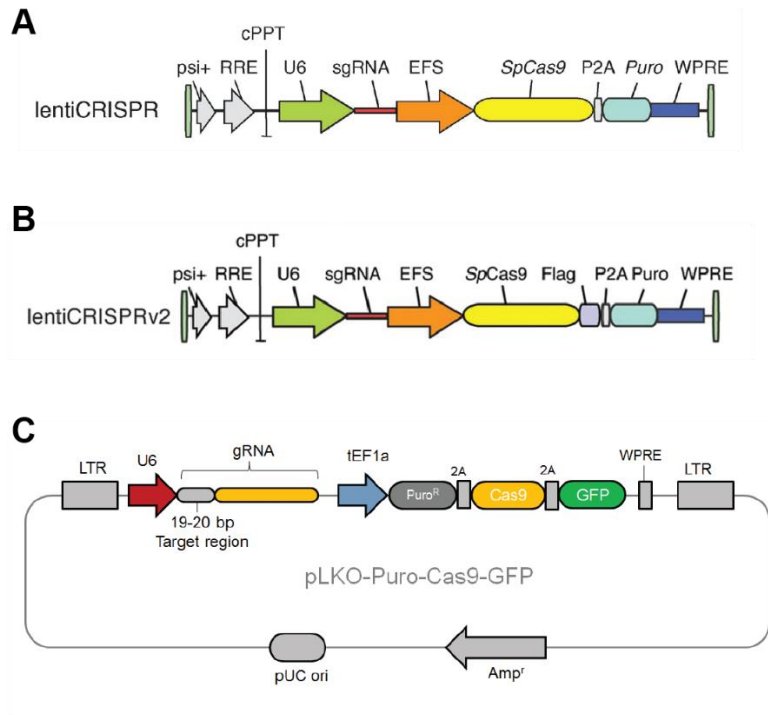 A
cPPT
psi+ RRE U6 sgRNA EFS SpCas9 P2A Puro WPRE
lentiCRISPR
B
cPPT
psi+ RRE U6 sgRNA EFS SpCas9 Flag P2A Puro WPRE
lentiCRISPRv2
C
LTR U6 gRNA tEF1a 2A 2A WPRE LTR
Puroᴿ Cas9 GFP
19-20 bp
Target region
pLKO-Puro-Cas9-GFP
pUC ori
Ampʳ